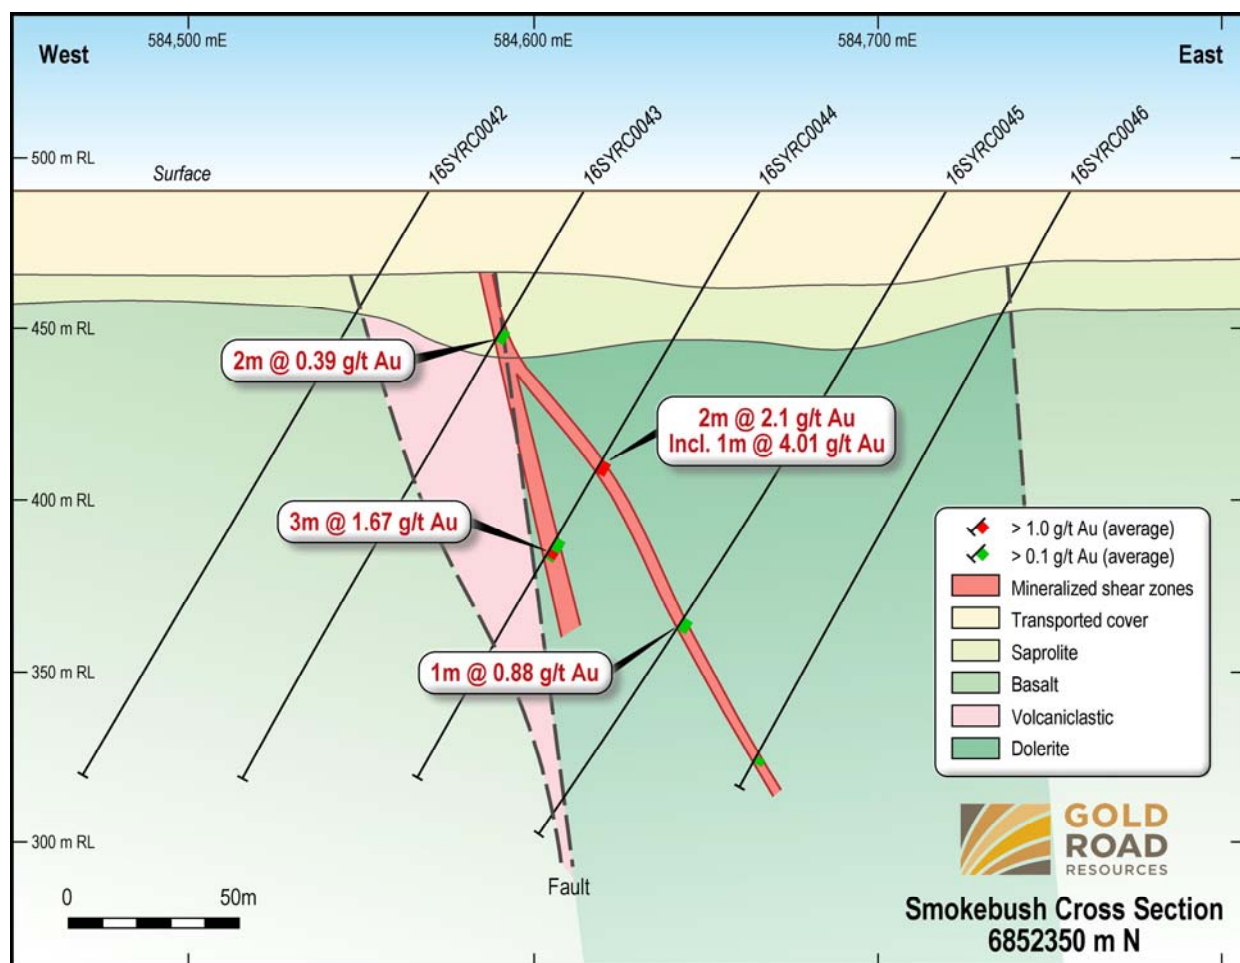 584,500 mE
584,600 mE
584,700 mE
West
East
16SYRC0042
16SYRC0043
16SYRC0044
16SYRC0045
16SYRC0046
500 m RL
Surface
450 m RL
2m @ 0.39 g/t Au
2m @ 2.1 g/t Au
Incl. 1m @ 4.01 g/t Au
400 m RL
3m @ 1.67 g/t Au
> 1.0 g/t Au (average)
> 0.1 g/t Au (average)
Mineralized shear zones
Transported cover
Saprolite
Basalt
Volcaniclastic
Dolerite
350 m RL
1m @ 0.88 g/t Au
300 m RL
Fault
0 50m
GOLD
ROAD
RESOURCES
Smokebush Cross Section
6852350 m N